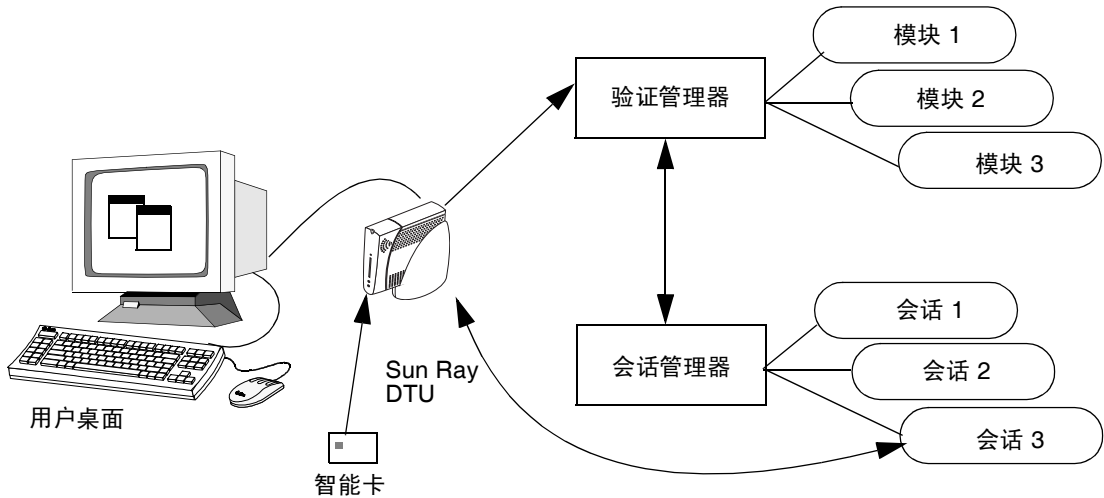 模块 1
验证管理器
模块 2
模块 3
会话 1
会话管理器
Sun Ray
DTU
会话 2
用户桌面
会话 3
智能卡